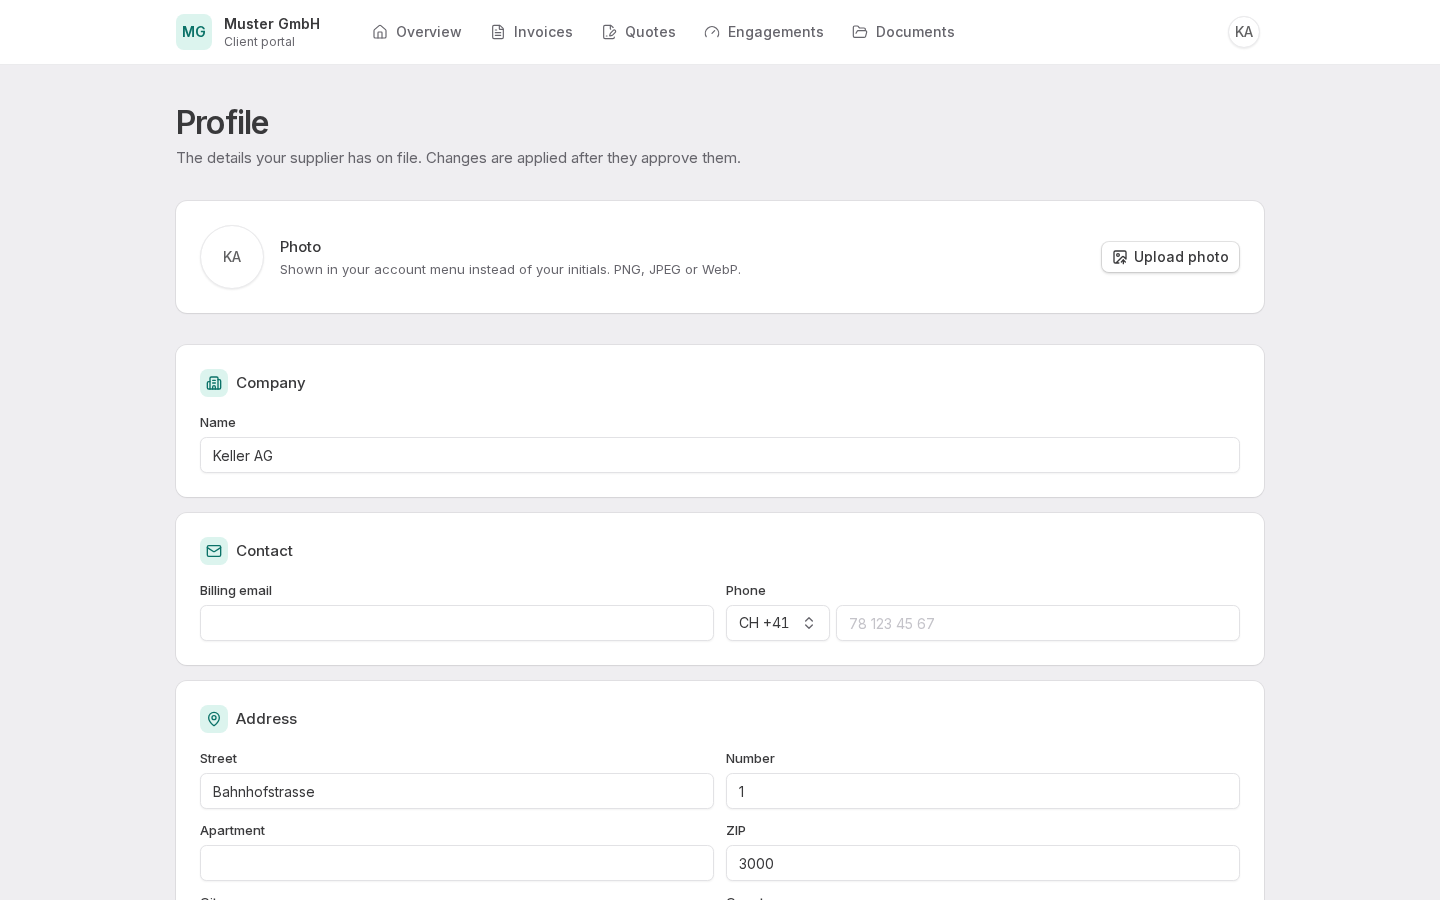 MG
Muster GmbH
Client portal
Overview
Invoices
Quotes
Engagements
Documents
KA
Profile
The details your supplier has on file. Changes are applied after they approve them.
KA
Photo
Shown in your account menu instead of your initials. PNG, JPEG or WebP.
Upload photo
Company
Name
Keller AG
Contact
Billing email
Phone
CH +41
78 123 45 67
Address
Street
Number
Bahnhofstrasse
1
Apartment
ZIP
3000